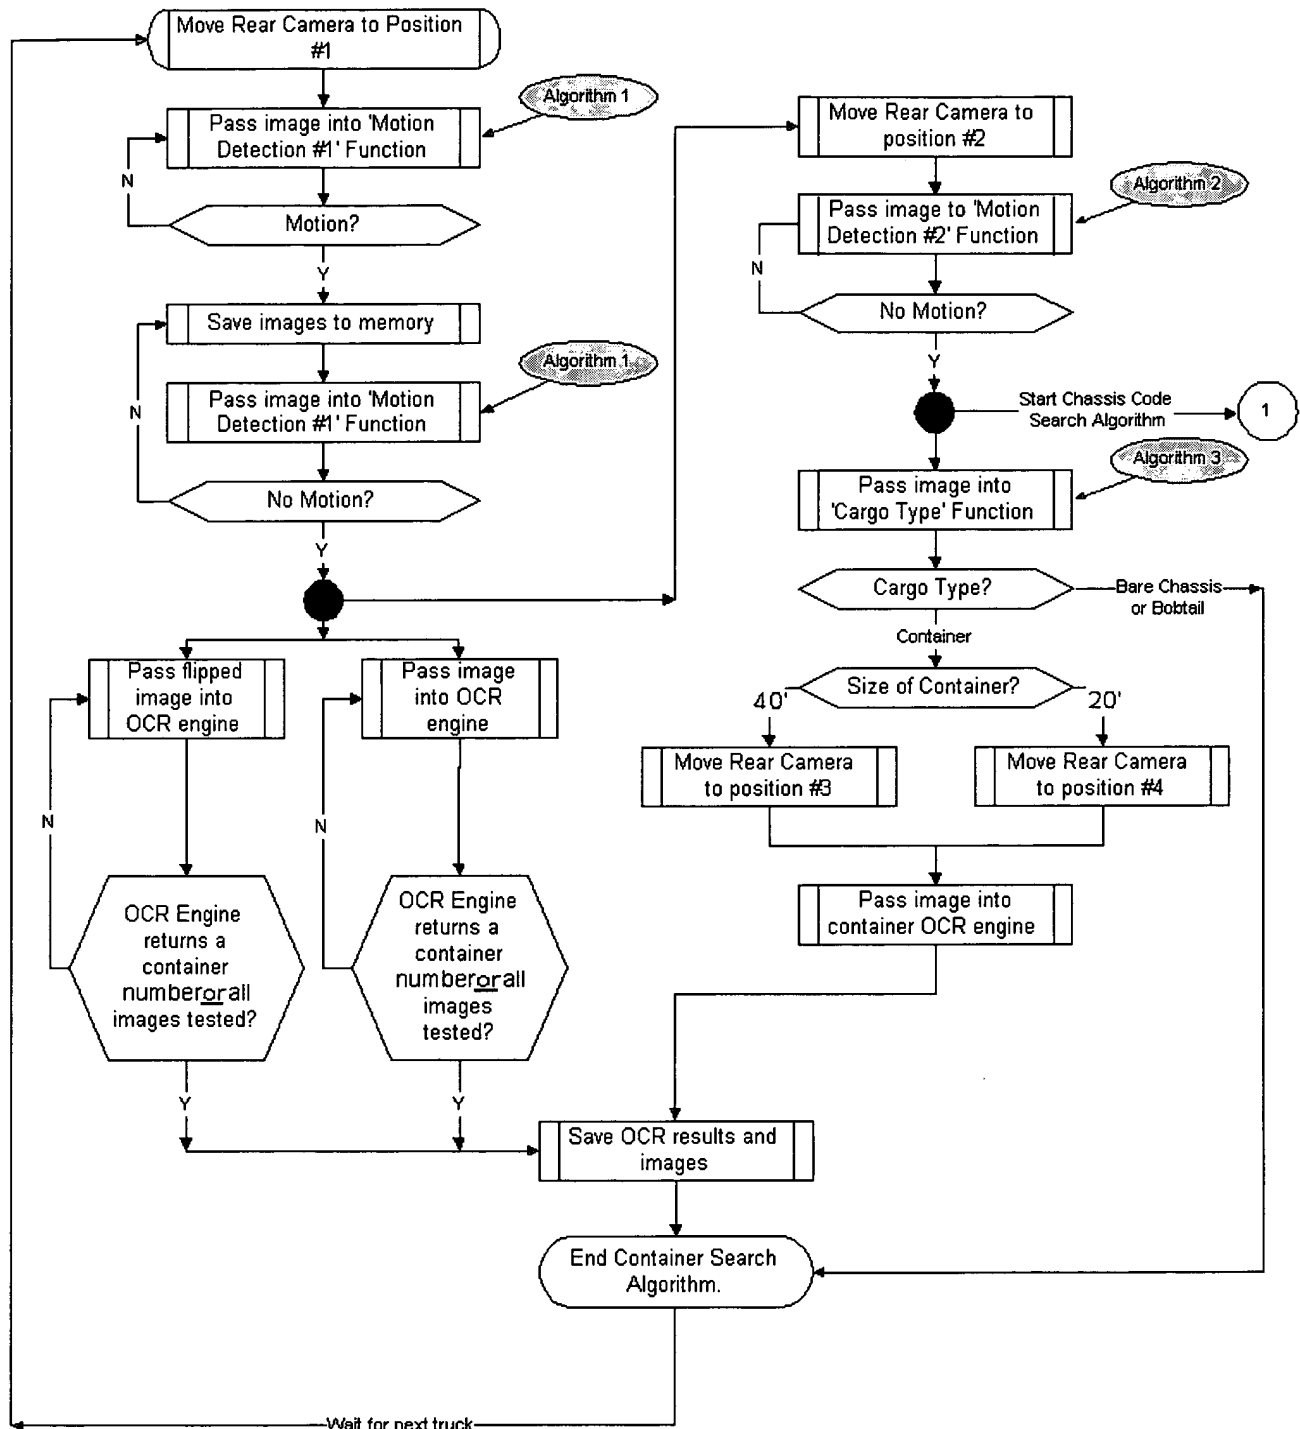 Move Rear Camera to Position
#1
Algorithm 1
Pass image into 'Motion
Detection #1' Function
N
Motion?
Y
Save images to memory
Algorithm 1
Pass image into 'Motion
Detection #1' Function
N
No Motion?
Y
Pass flipped
image into
OCR engine
Pass image
into OCR
engine
N
N
OCR Engine
returns a
container
numberorall
images tested?
OCR Engine
returns a
container
numberorall
images
tested?
Y
Y
Move Rear Camera to
position #2
Algorithm 2
Pass image to 'Motion
Detection #2' Function
N
No Motion?
Y
Start Chassis Code
Search Algorithm
1
Algorithm 3
Pass image into
'Cargo Type' Function
Cargo Type?
Bare Chassis
or Bobtail
Container
Size of Container?
40'
20'
Move Rear Camera
to position #3
Move Rear Camera
to position #4
Pass image into
container OCR engine
Save OCR results and
images
End Container Search
Algorithm.
Wait for next truck